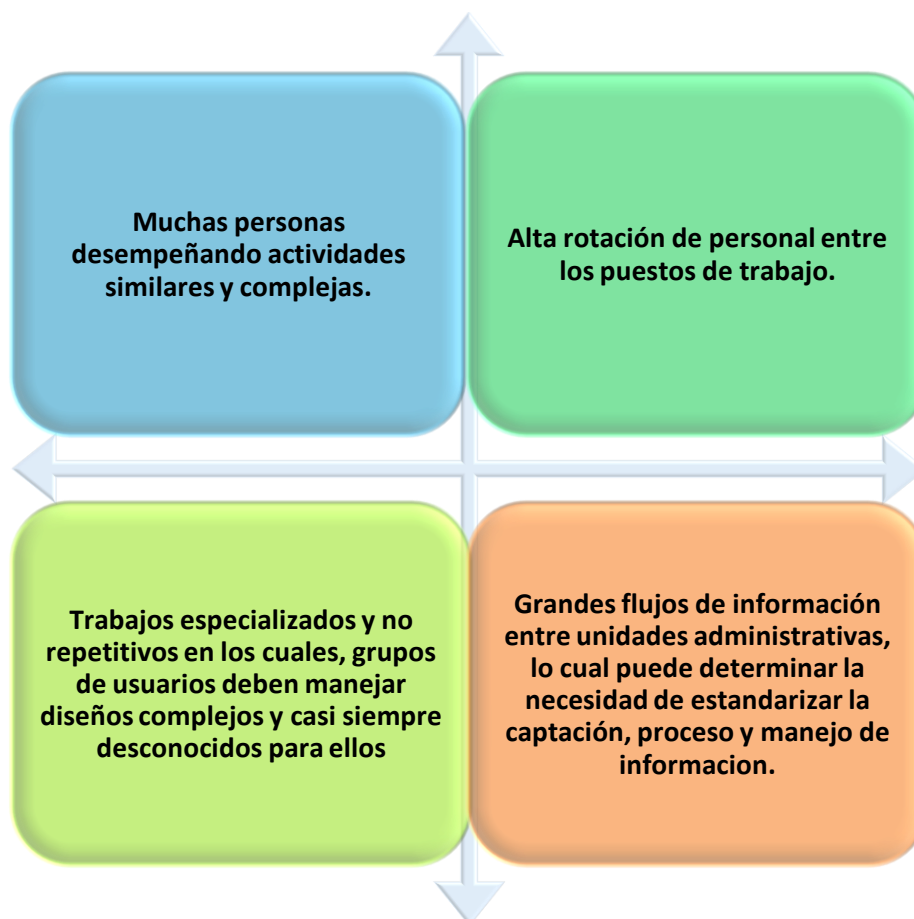 Muchas personas
desempeñando actividades
similares y complejas.
Alta rotación de personal entre
los puestos de trabajo.
Trabajos especializados y no
repetitivos en los cuales, grupos
de usuarios deben manejar
diseños complejos y casi siempre
desconocidos para ellos
Grandes flujos de información
entre unidades administrativas,
lo cual puede determinar la
necesidad de estandarizar la
captación, proceso y manejo de
informacion.